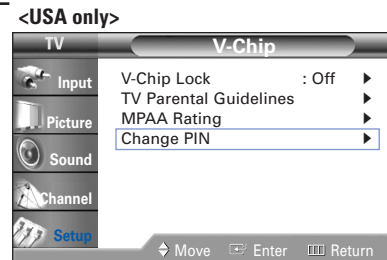 <USA only>
TV
V-Chip
Input
Picture
Sound
Channel
Setup
V-Chip Lock : Off ▶
TV Parental Guidelines ▶
MPAA Rating ▶
Change PIN ▶
Move Enter Return